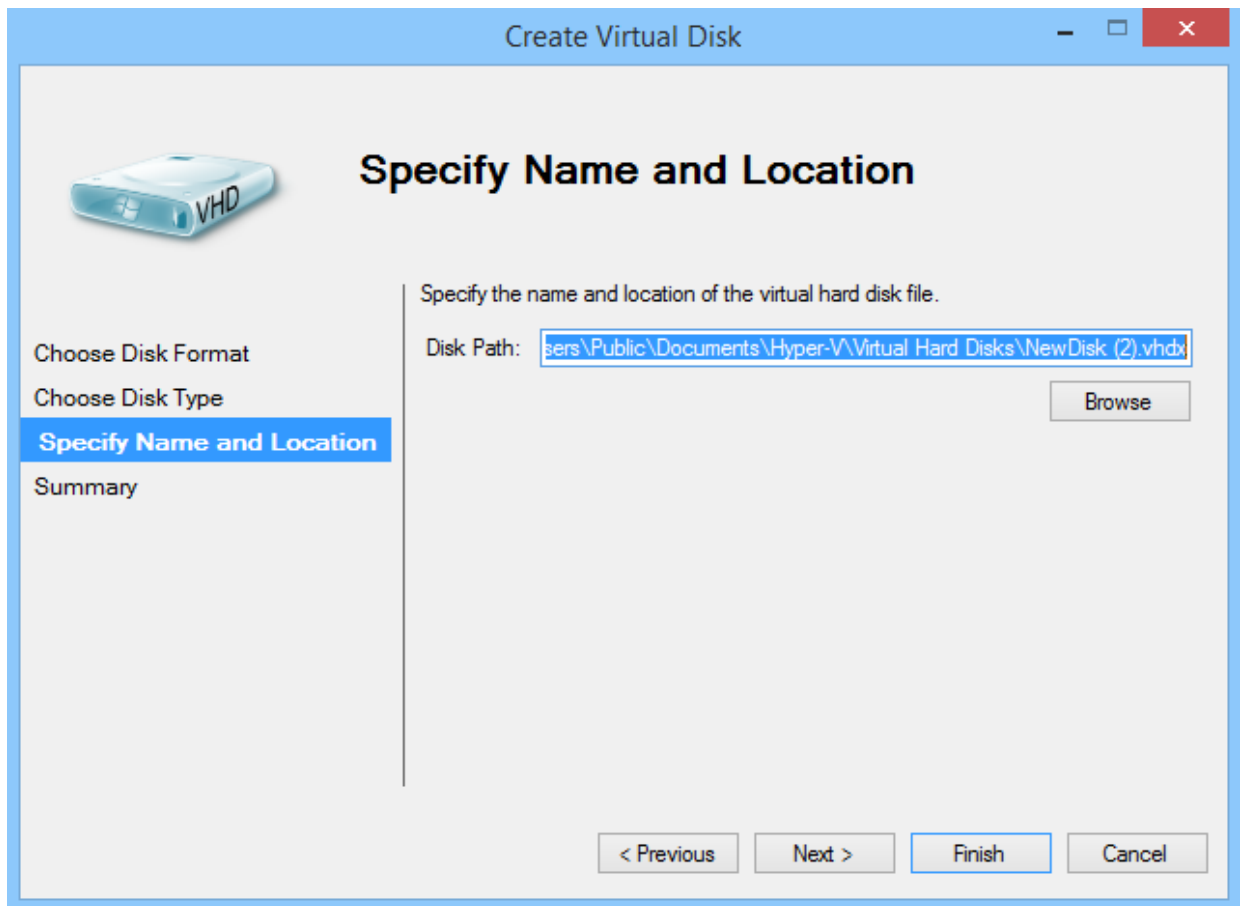 Create Virtual Disk
VHD
Specify Name and Location
Choose Disk Format
Choose Disk Type
Specify Name and Location
Summary
Specify the name and location of the virtual hard disk file.
Disk Path: sers\Public\Documents\Hyper-V\Virtual Hard Disks\NewDisk (2).vhdx
Browse
< Previous Next > Finish Cancel